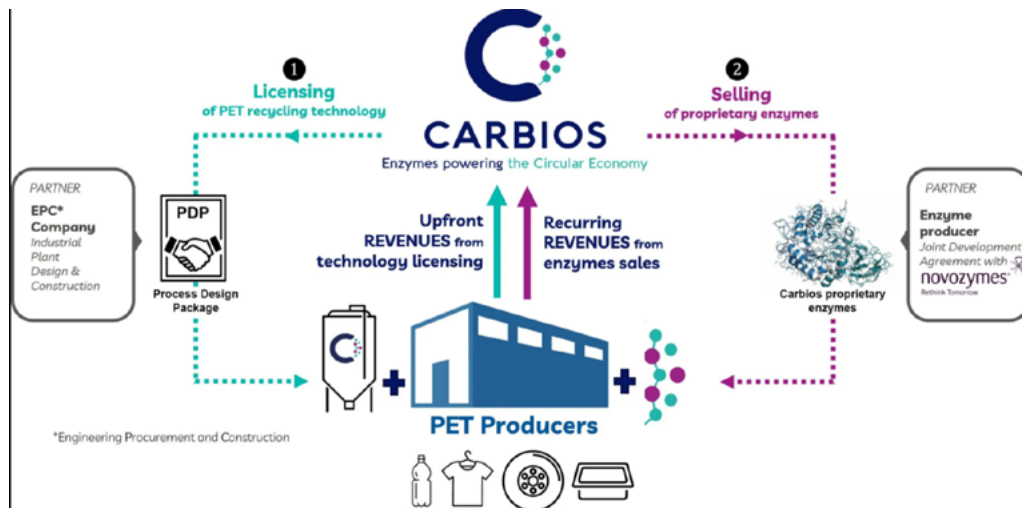 1
Licensing
of PET recycling technology
2
Selling
of proprietary enzymes
CARBIOS
Enzymes powering the Circular Economy
PARTNER
EPC*
Company
Industrial
Plant
Design &
Construction
PDP
Process Design
Package
Upfront
REVENUES from
technology licensing
Recurring
REVENUES from
enzymes sales
Carbios proprietary
enzymes
PARTNER
Enzyme
producer
Joint Development
Agreement with
novozymes
Rethink Tomorrow
+
+
PET Producers
*Engineering Procurement and Construction